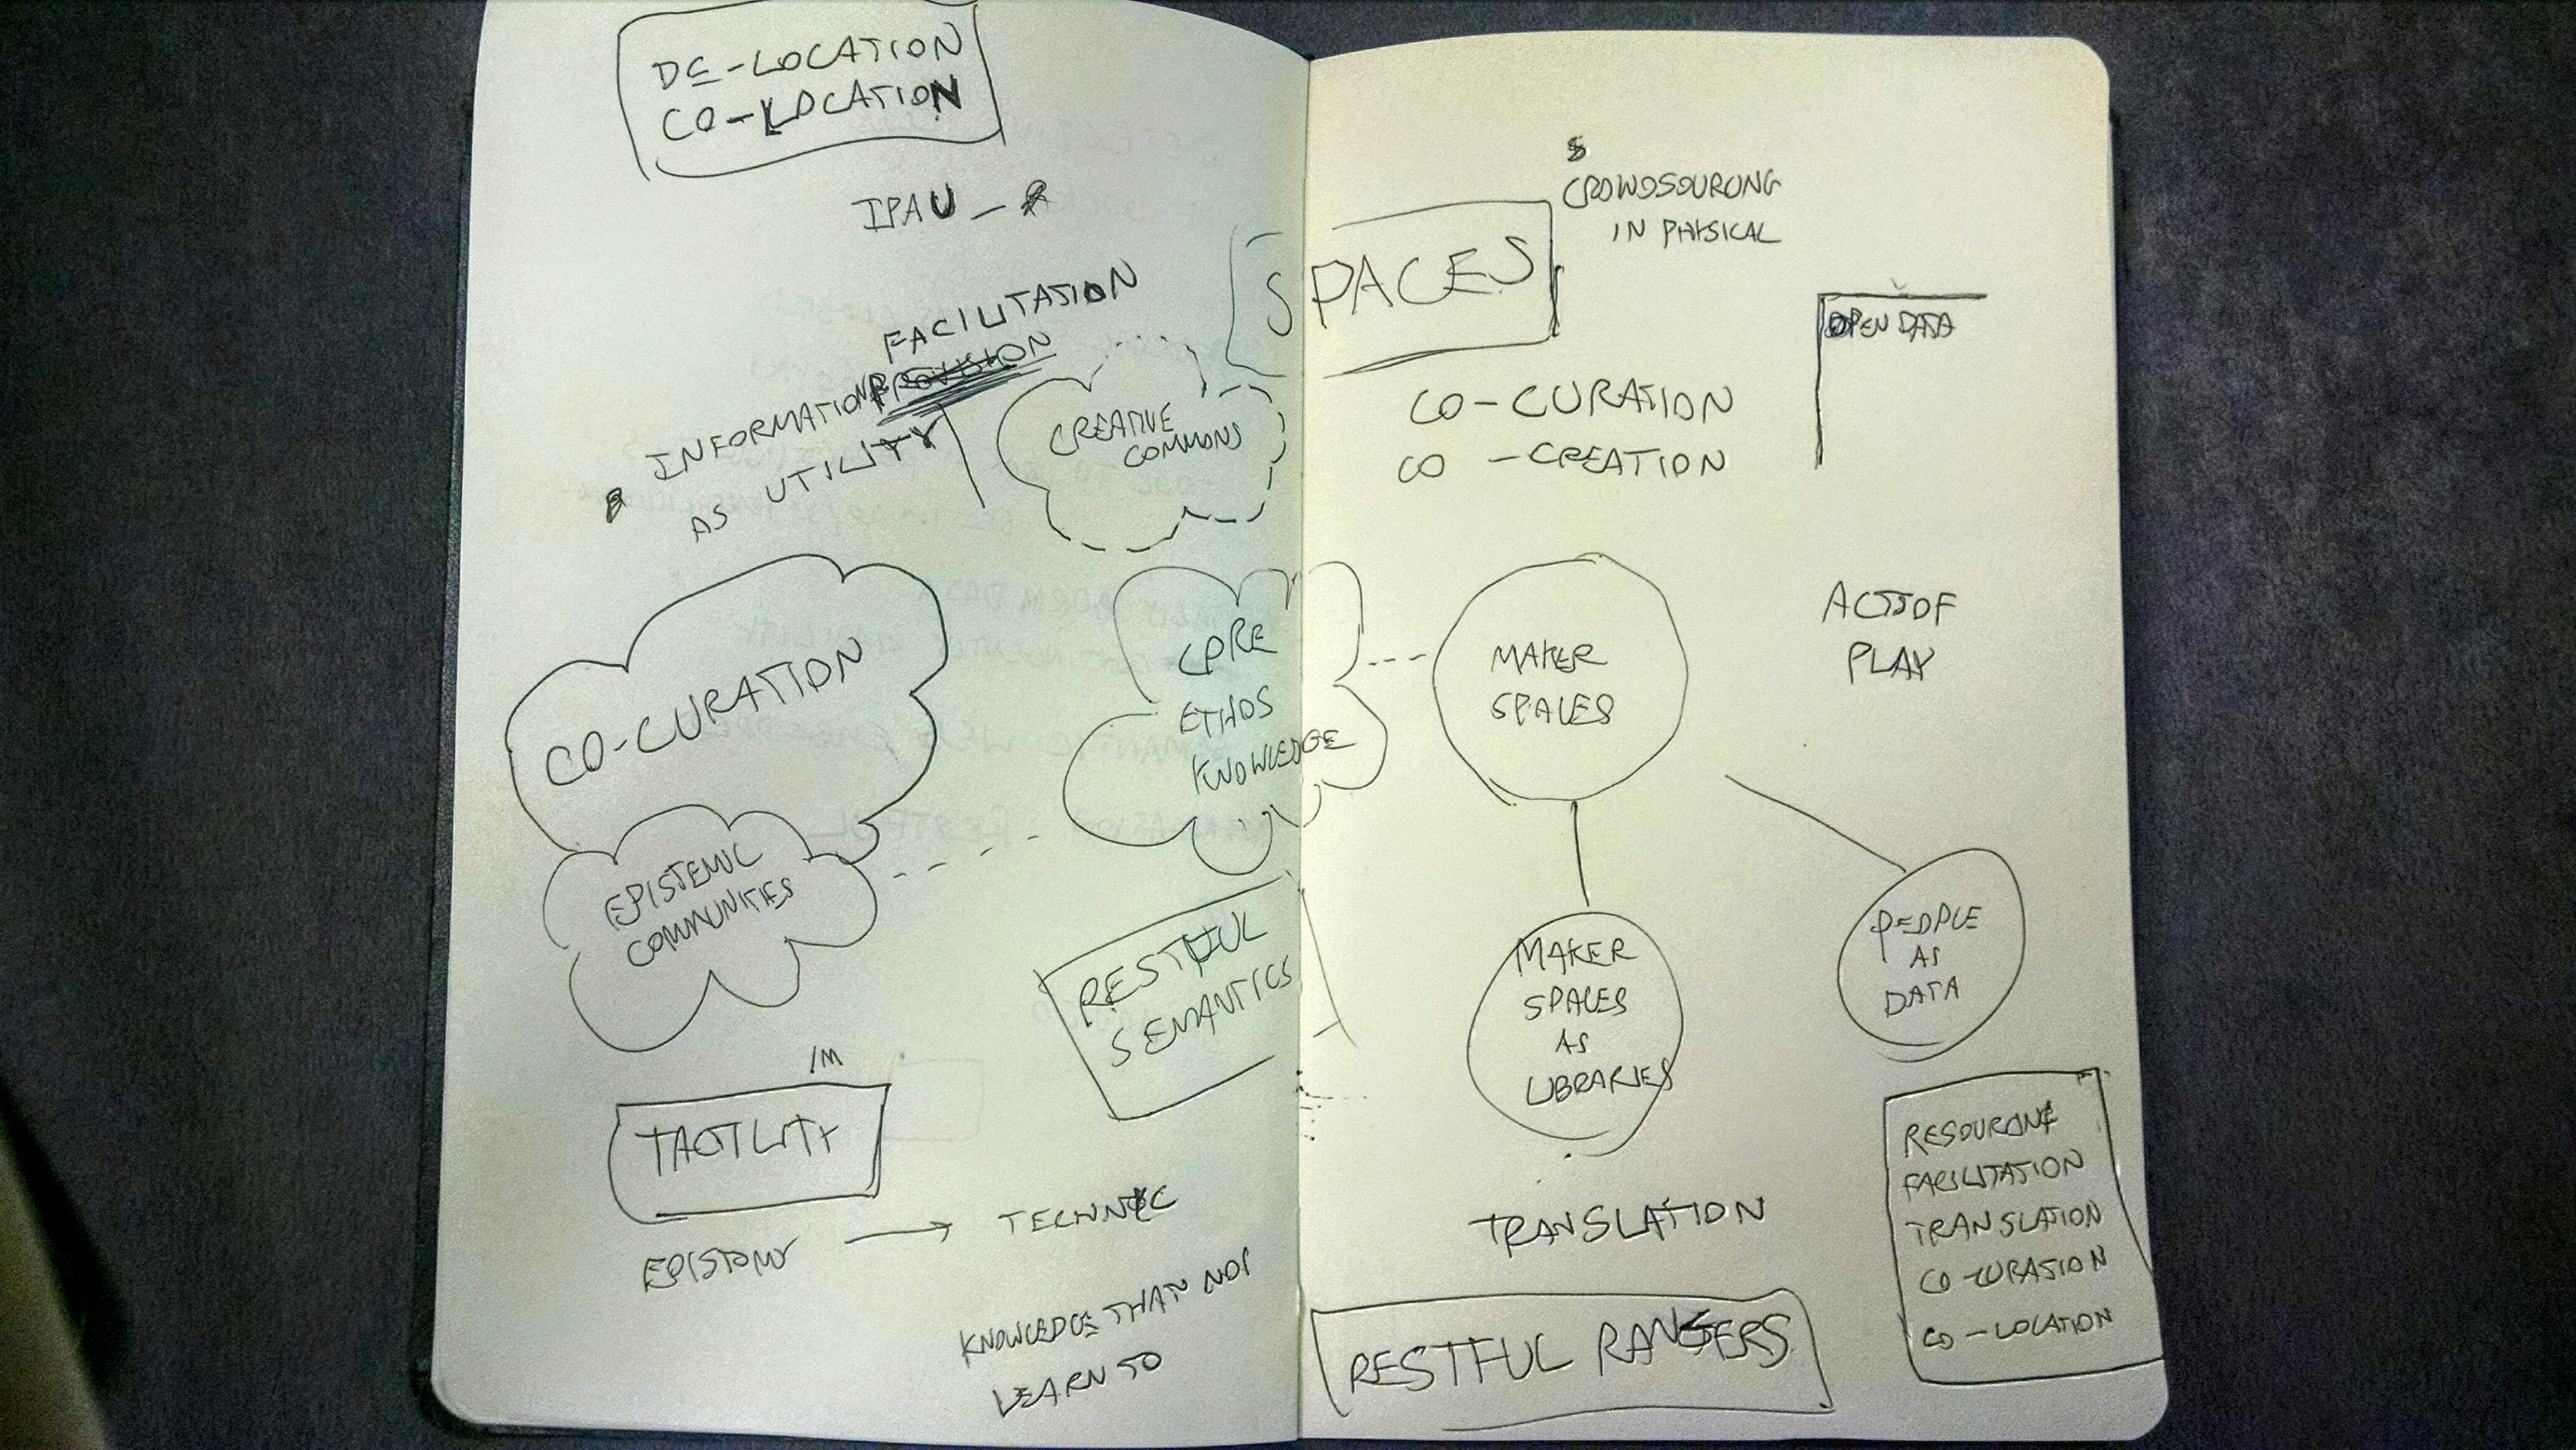 DE-LOCATION
CO-LOCATION
IPAU -
FACILITATION
INFORMATION PROVISION
AS UTILITY
CREATIVE
COMMONS
CO-CURATION
EPISTEMIC
COMMUNITIES
CORE
ETHOS
KNOWLEDGE
RESTFUL
SEMANTICS
/M
TACTILITY
EPISTOMY → TECHNIC
KNOWLEDGE THAT NOT
LEARN TO
SPACES
CROWDSOURCING
IN PHYSICAL
OPEN DATA
CO-CURATION
CO-CREATION
MAKER
SPACES
ACT OF
PLAY
MAKER
SPACES
AS
LIBRARIES
PEOPLE
AS
DATA
TRANSLATION
RESTFUL RANGERS
FACILITATION
TRANSLATION
CO-CURATION
CO-LOCATION